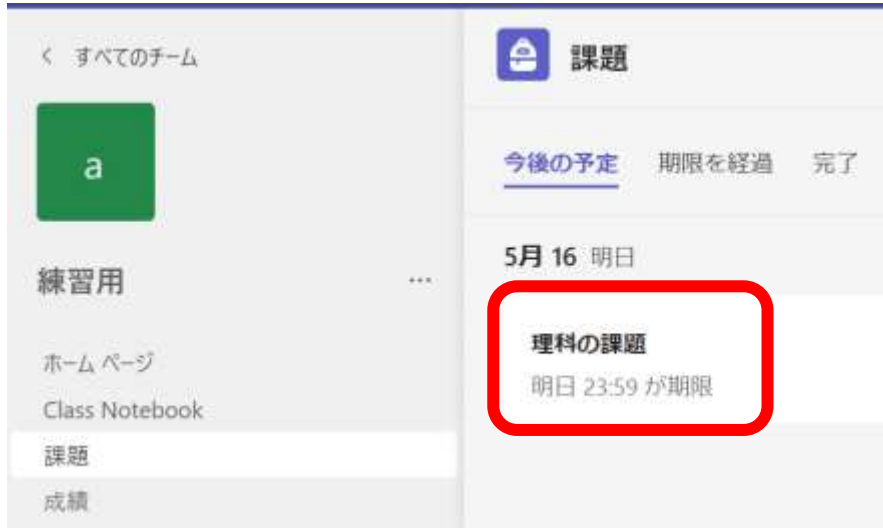 < すべてのチーム
a
練習用
...
ホーム ページ
Class Notebook
課題
成績
課題
今後の予定 期限を経過 完了
5月 16 明日
理科の課題
明日 23:59 が期限